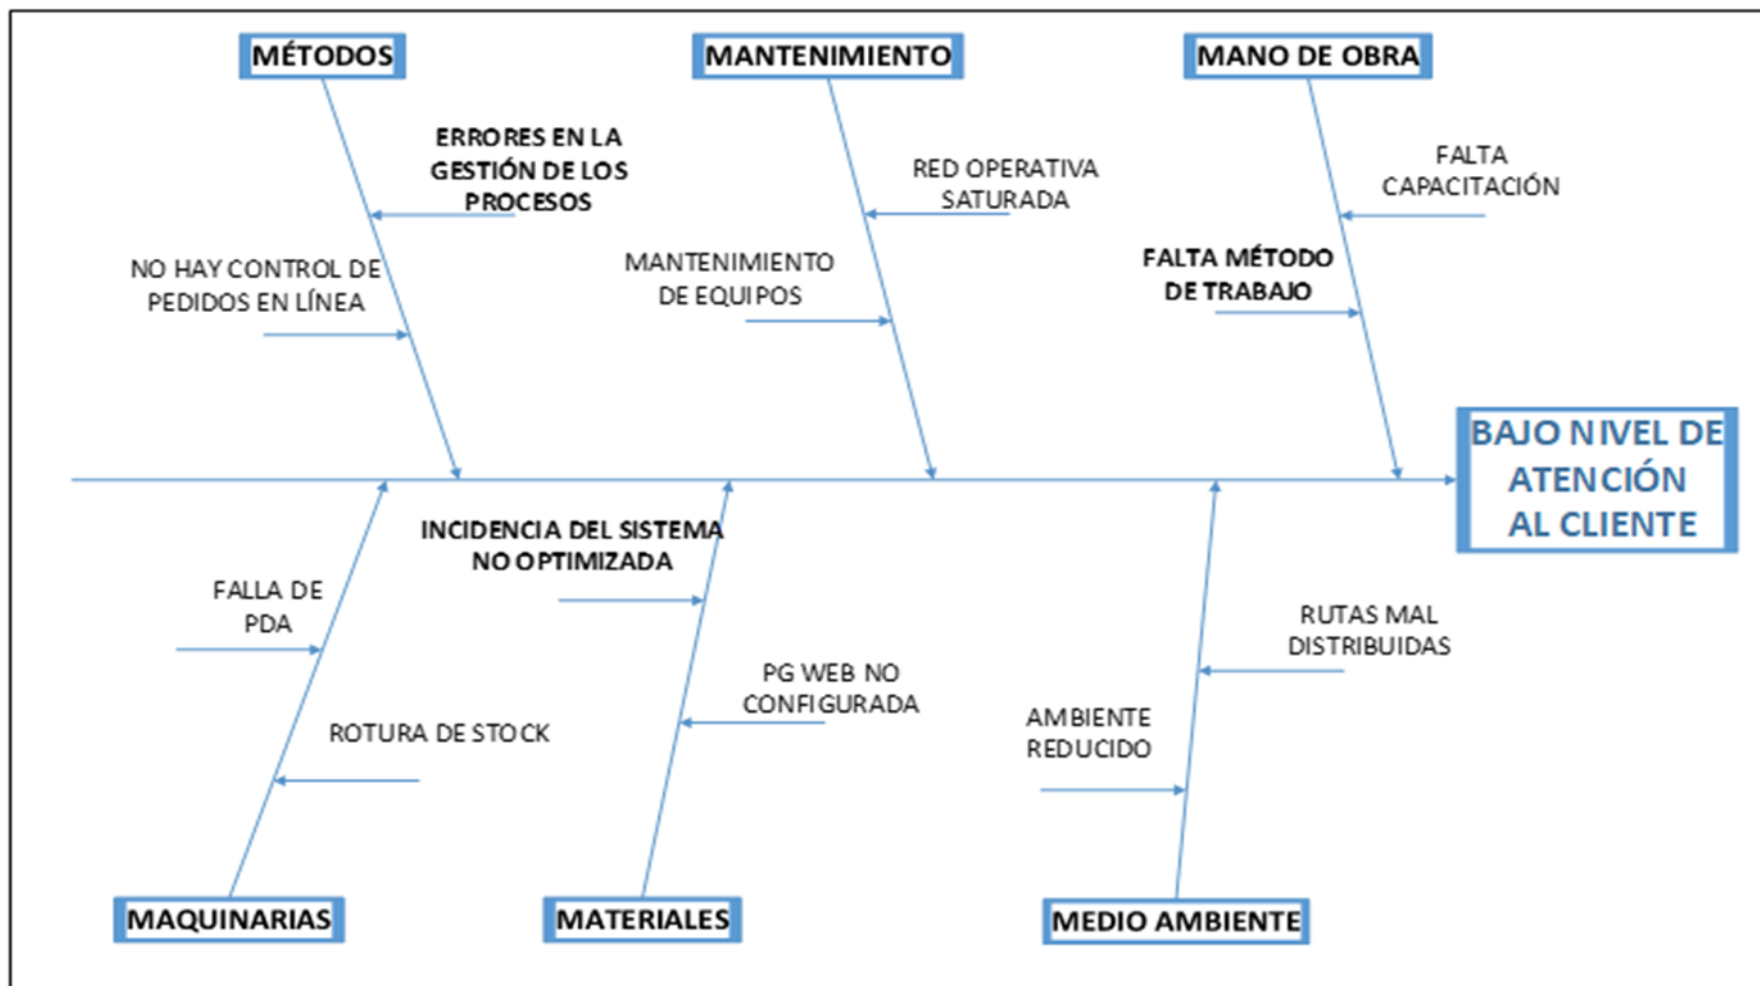 MÉTODOS
MANTENIMIENTO
MANO DE OBRA
ERRORES EN LA
GESTIÓN DE LOS
PROCESOS
NO HAY CONTROL DE
PEDIDOS EN LÍNEA
RED OPERATIVA
SATURADA
MANTENIMIENTO
DE EQUIPOS
FALTA
CAPACITACIÓN
FALTA MÉTODO
DE TRABAJO
BAJO NIVEL DE
ATENCIÓN
AL CLIENTE
INCIDENCIA DEL SISTEMA
NO OPTIMIZADA
FALLA DE
PDA
ROTURA DE STOCK
PG WEB NO
CONFIGURADA
RUTAS MAL
DISTRIBUIDAS
AMBIENTE
REDUCIDO
MAQUINARIAS
MATERIALES
MEDIO AMBIENTE